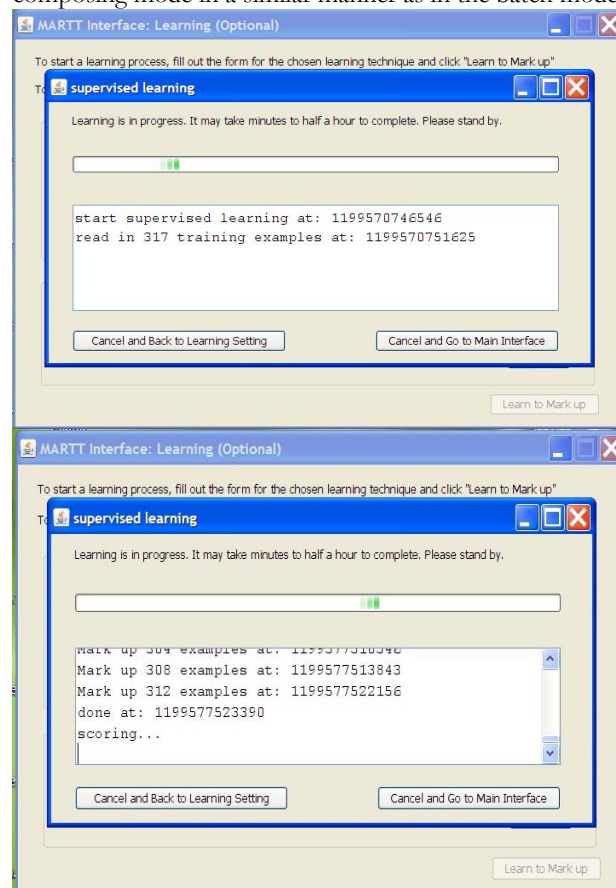 composing mode in a similar manner as in the batch mode
MARTT Interface: Learning (Optional)
To start a learning process, fill out the form for the chosen learning technique and click "Learn to Mark up"
supervised learning
Learning is in progress. It may take minutes to half a hour to complete. Please stand by.
start supervised learning at: 1199570746546
read in 317 training examples at: 1199570751625
Cancel and Back to Learning Setting
Cancel and Go to Main Interface
Learn to Mark up
MARTT Interface: Learning (Optional)
To start a learning process, fill out the form for the chosen learning technique and click "Learn to Mark up"
supervised learning
Learning is in progress. It may take minutes to half a hour to complete. Please stand by.
Mark up 304 examples at:
Mark up 308 examples at: 1199577513843
Mark up 312 examples at: 1199577522156
done at: 1199577523390
scoring...
Cancel and Back to Learning Setting
Cancel and Go to Main Interface
Learn to Mark up